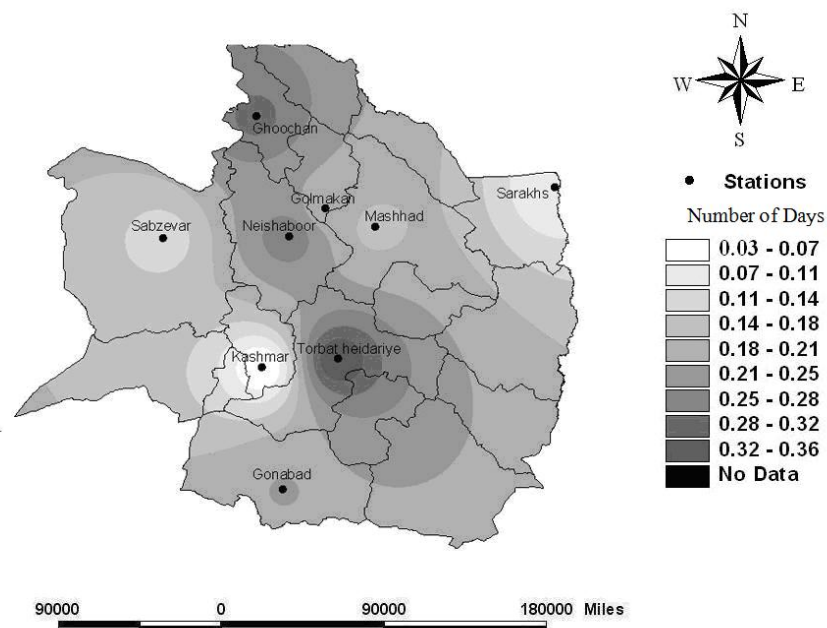 N
W E
S
Stations
Number of Days
0.03 - 0.07
0.07 - 0.11
0.11 - 0.14
0.14 - 0.18
0.18 - 0.21
0.21 - 0.25
0.25 - 0.28
0.28 - 0.32
0.32 - 0.36
No Data
Ghoochan
Golmakan
Sarakhs
Sabzevar
Neishaboor
Mashhad
Kashmar
Torbat heidariye
Gonabad
90000 0 90000 180000 Miles